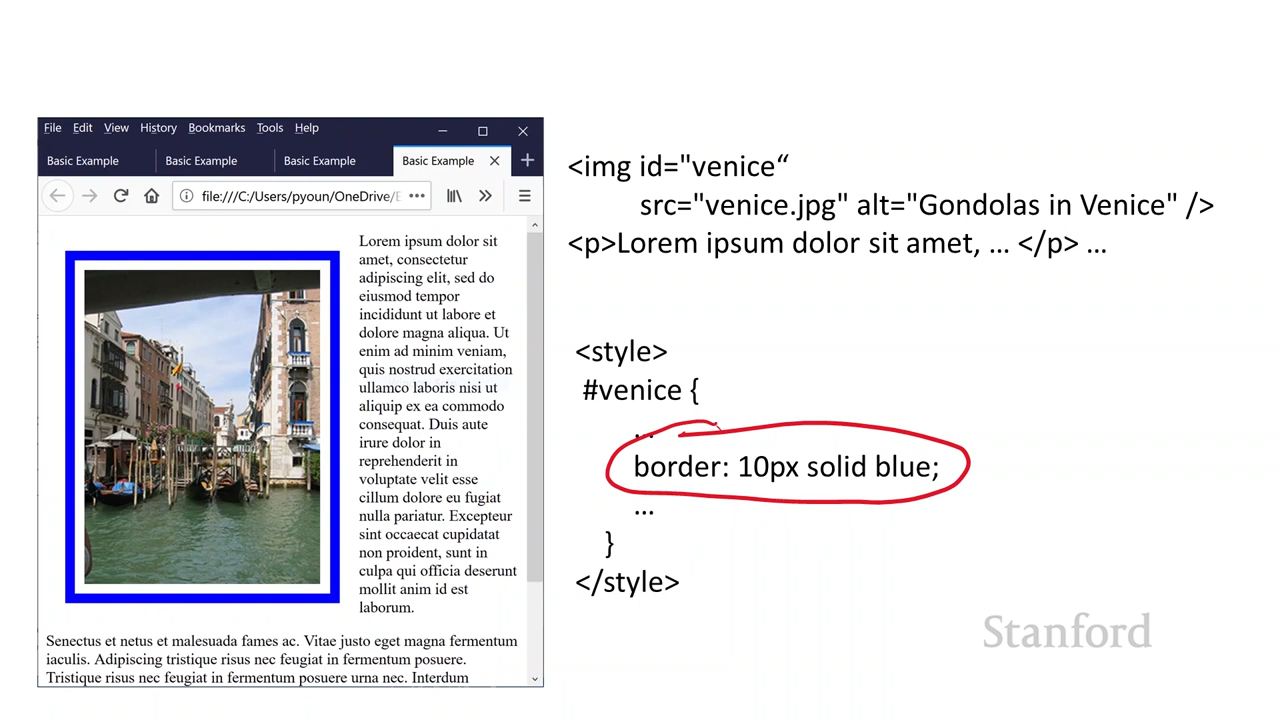 File Edit View History Bookmarks Tools Help
Basic Example Basic Example Basic Example Basic Example
file:///C:/Users/pyoun/OneDrive/E
Lorem ipsum dolor sit
amet, consectetur
adipiscing elit, sed do
eiusmod tempor
incididunt ut labore et
dolore magna aliqua. Ut
enim ad minim veniam,
quis nostrud exercitation
ullamco laboris nisi ut
aliquip ex ea commodo
consequat. Duis aute
irure dolor in
reprehenderit in
voluptate velit esse
cillum dolore eu fugiat
nulla pariatur. Excepteur
sint occaecat cupidatat
non proident, sunt in
culpa qui officia deserunt
mollit anim id est
laborum.
Senectus et netus et malesuada fames ac. Vitae justo eget magna fermentum
iaculis. Adipiscing tristique risus nec feugiat in fermentum posuere.
Tristique risus nec feugiat in fermentum posuere urna nec. Interdum
<img id="venice“
src="venice.jpg" alt="Gondolas in Venice" />
<p>Lorem ipsum dolor sit amet, … </p> …
<style>
#venice {
…
border: 10px solid blue;
…
}
</style>
Stanford